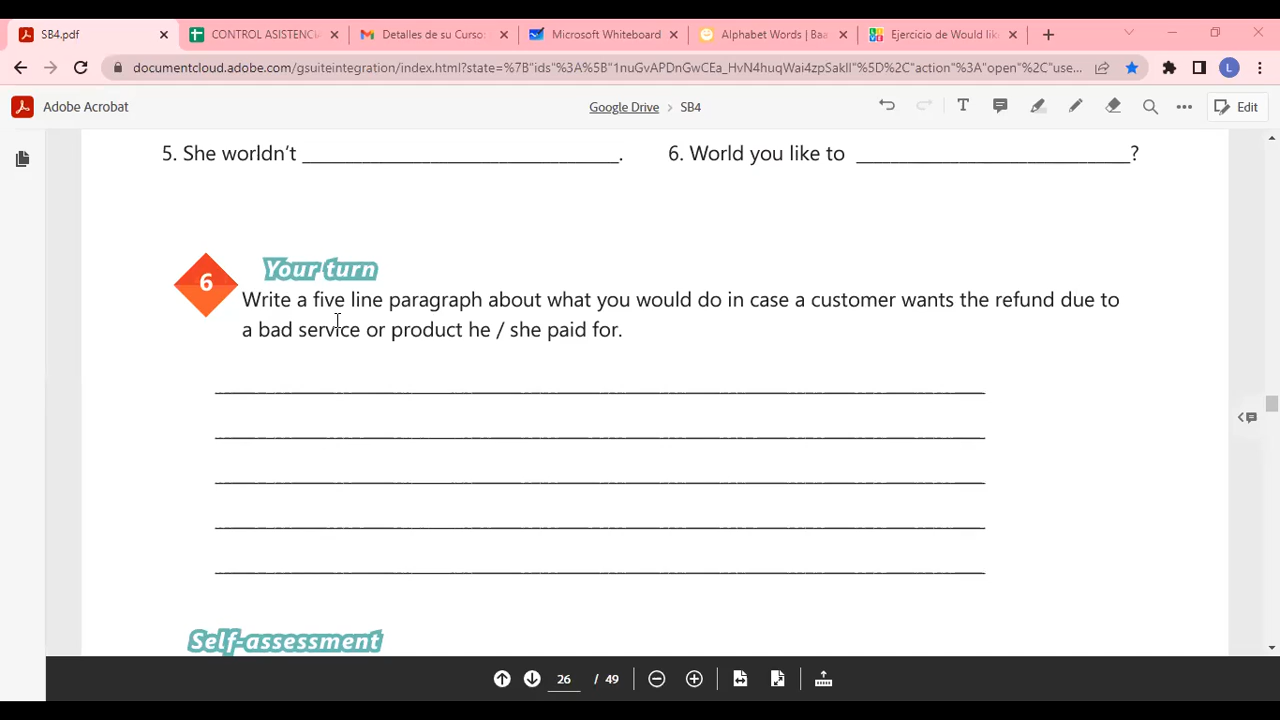 SB4.pdf
CONTROL ASISTENCI
Detalles de su Curso:
Microsoft Whiteboard
Alphabet Words | Baa
Ejercicio de Would lik
documentcloud.adobe.com/gsuiteintegration/index.html?state=%7B"ids"%3A%5B"1nuGvAPDnGwCEa_HvN4huqWai4zpSakIl"%5D%2C"action"%3A"open"%2C"use...
L
Adobe Acrobat
Google Drive > SB4
Edit
5. She worldn't ____________________________.
6. World you like to ________________________?
6
Your turn
Write a five line paragraph about what you would do in case a customer wants the refund due to
a bad service or product he / she paid for.
Self-assessment
26 / 49